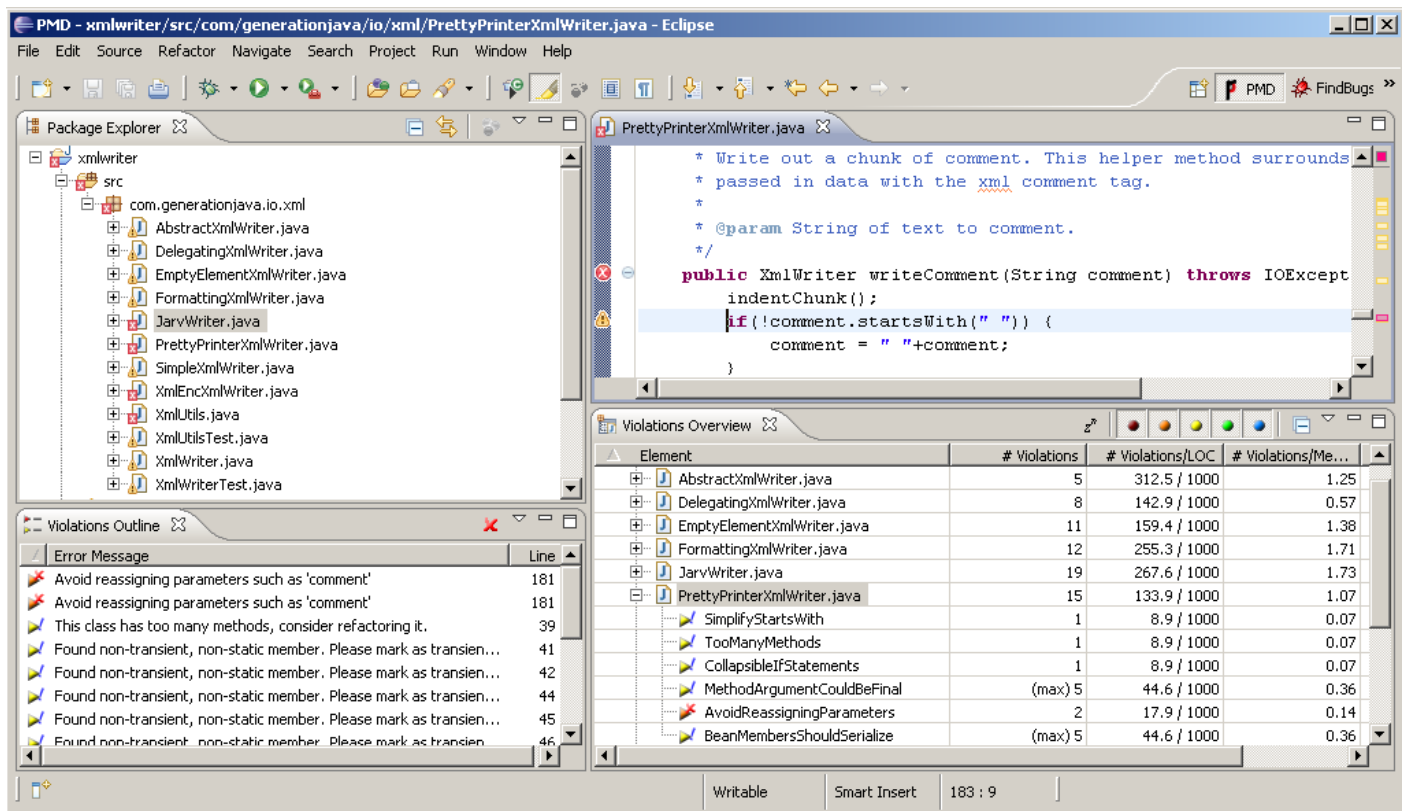 PMD - xmlwriter/src/com/generationjava/io/xml/PrettyPrinterXmlWriter.java - Eclipse
File Edit Source Refactor Navigate Search Project Run Window Help
PMD FindBugs »
Package Explorer
xmlwriter
src
com.generationjava.io.xml
AbstractXmlWriter.java
DelegatingXmlWriter.java
EmptyElementXmlWriter.java
FormattingXmlWriter.java
JarvWriter.java
PrettyPrinterXmlWriter.java
SimpleXmlWriter.java
XmlEncXmlWriter.java
XmlUtils.java
XmlUtilsTest.java
XmlWriter.java
XmlWriterTest.java
PrettyPrinterXmlWriter.java
* Write out a chunk of comment. This helper method surrounds
* passed in data with the xml comment tag.
*
* @param String of text to comment.
*/
public XmlWriter writeComment(String comment) throws IOExcept
indentChunk();
if(!comment.startsWith(" ")) {
comment = " "+comment;
}
Violations Outline
Error Message Line
Avoid reassigning parameters such as 'comment' 181
Avoid reassigning parameters such as 'comment' 181
This class has too many methods, consider refactoring it. 39
Found non-transient, non-static member. Please mark as transien... 41
Found non-transient, non-static member. Please mark as transien... 42
Found non-transient, non-static member. Please mark as transien... 44
Found non-transient, non-static member. Please mark as transien... 45
Found non-transient, non-static member. Please mark as transien... 46
Violations Overview
Element # Violations # Violations/LOC # Violations/Me...
AbstractXmlWriter.java 5 312.5 / 1000 1.25
DelegatingXmlWriter.java 8 142.9 / 1000 0.57
EmptyElementXmlWriter.java 11 159.4 / 1000 1.38
FormattingXmlWriter.java 12 255.3 / 1000 1.71
JarvWriter.java 19 267.6 / 1000 1.73
PrettyPrinterXmlWriter.java 15 133.9 / 1000 1.07
SimplifyStartsWith 1 8.9 / 1000 0.07
TooManyMethods 1 8.9 / 1000 0.07
CollapsibleIfStatements 1 8.9 / 1000 0.07
MethodArgumentCouldBeFinal (max) 5 44.6 / 1000 0.36
AvoidReassigningParameters 2 17.9 / 1000 0.14
BeanMembersShouldSerialize (max) 5 44.6 / 1000 0.36
Writable Smart Insert 183 : 9